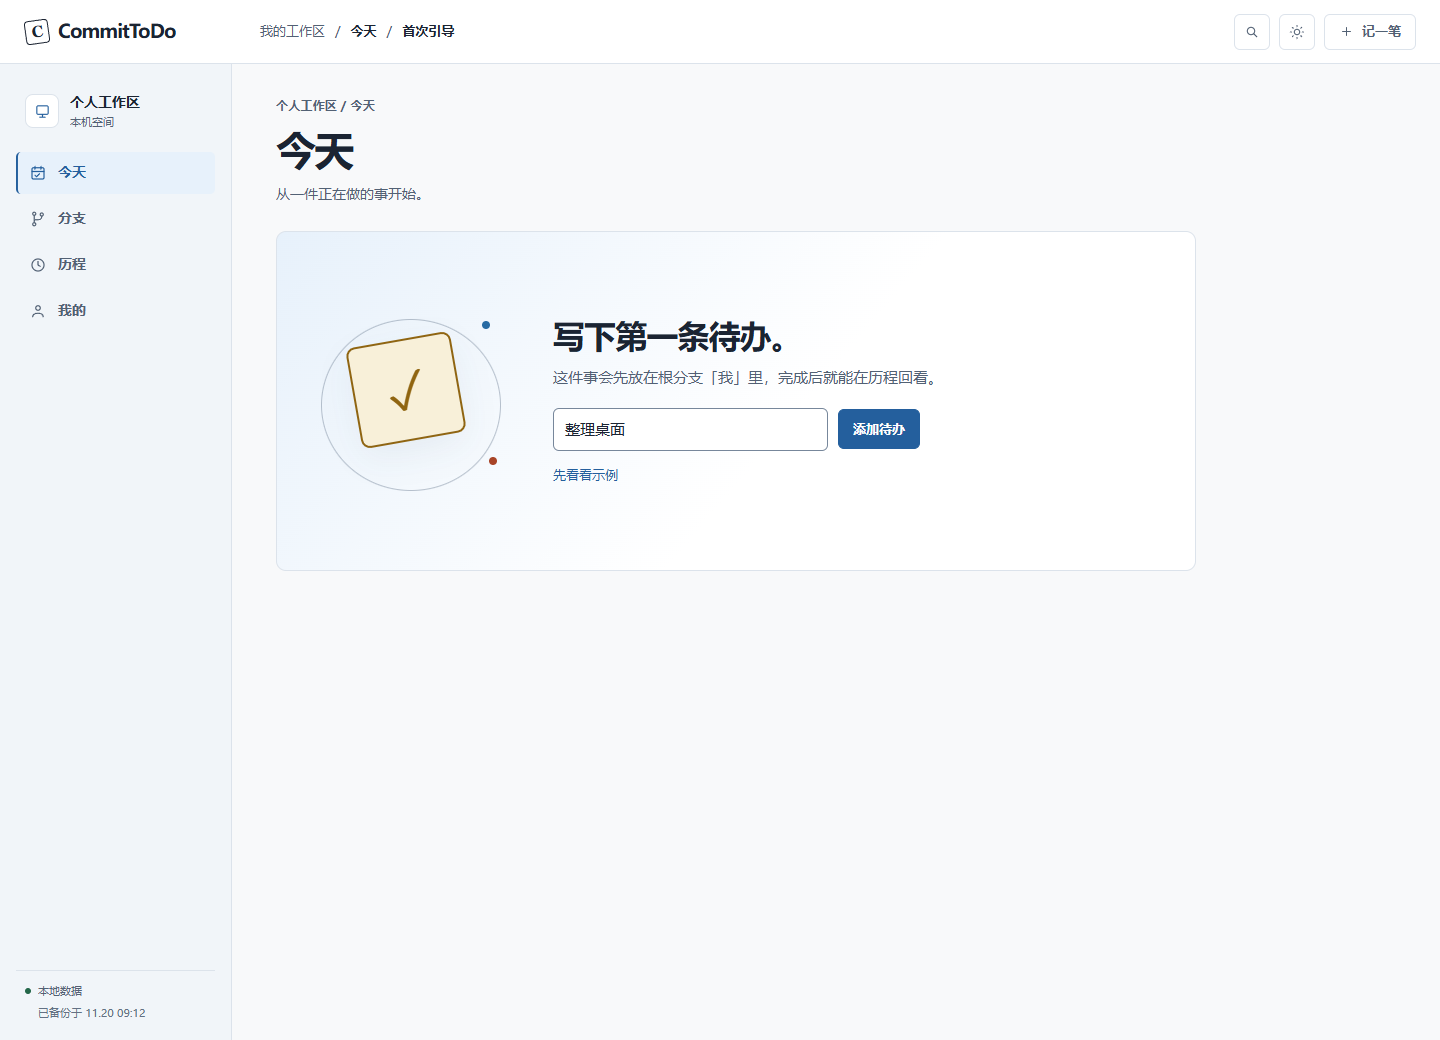 C CommitToDo
我的工作区 / 今天 / 首次引导
记一笔
个人工作区
本机空间
今天
分支
历程
我的
个人工作区 / 今天
今天
从一件正在做的事开始。
写下第一条待办。
这件事会先放在根分支「我」里，完成后就能在历程回看。
整理桌面
添加待办
先看看示例
本地数据
已备份于 11.20 09:12